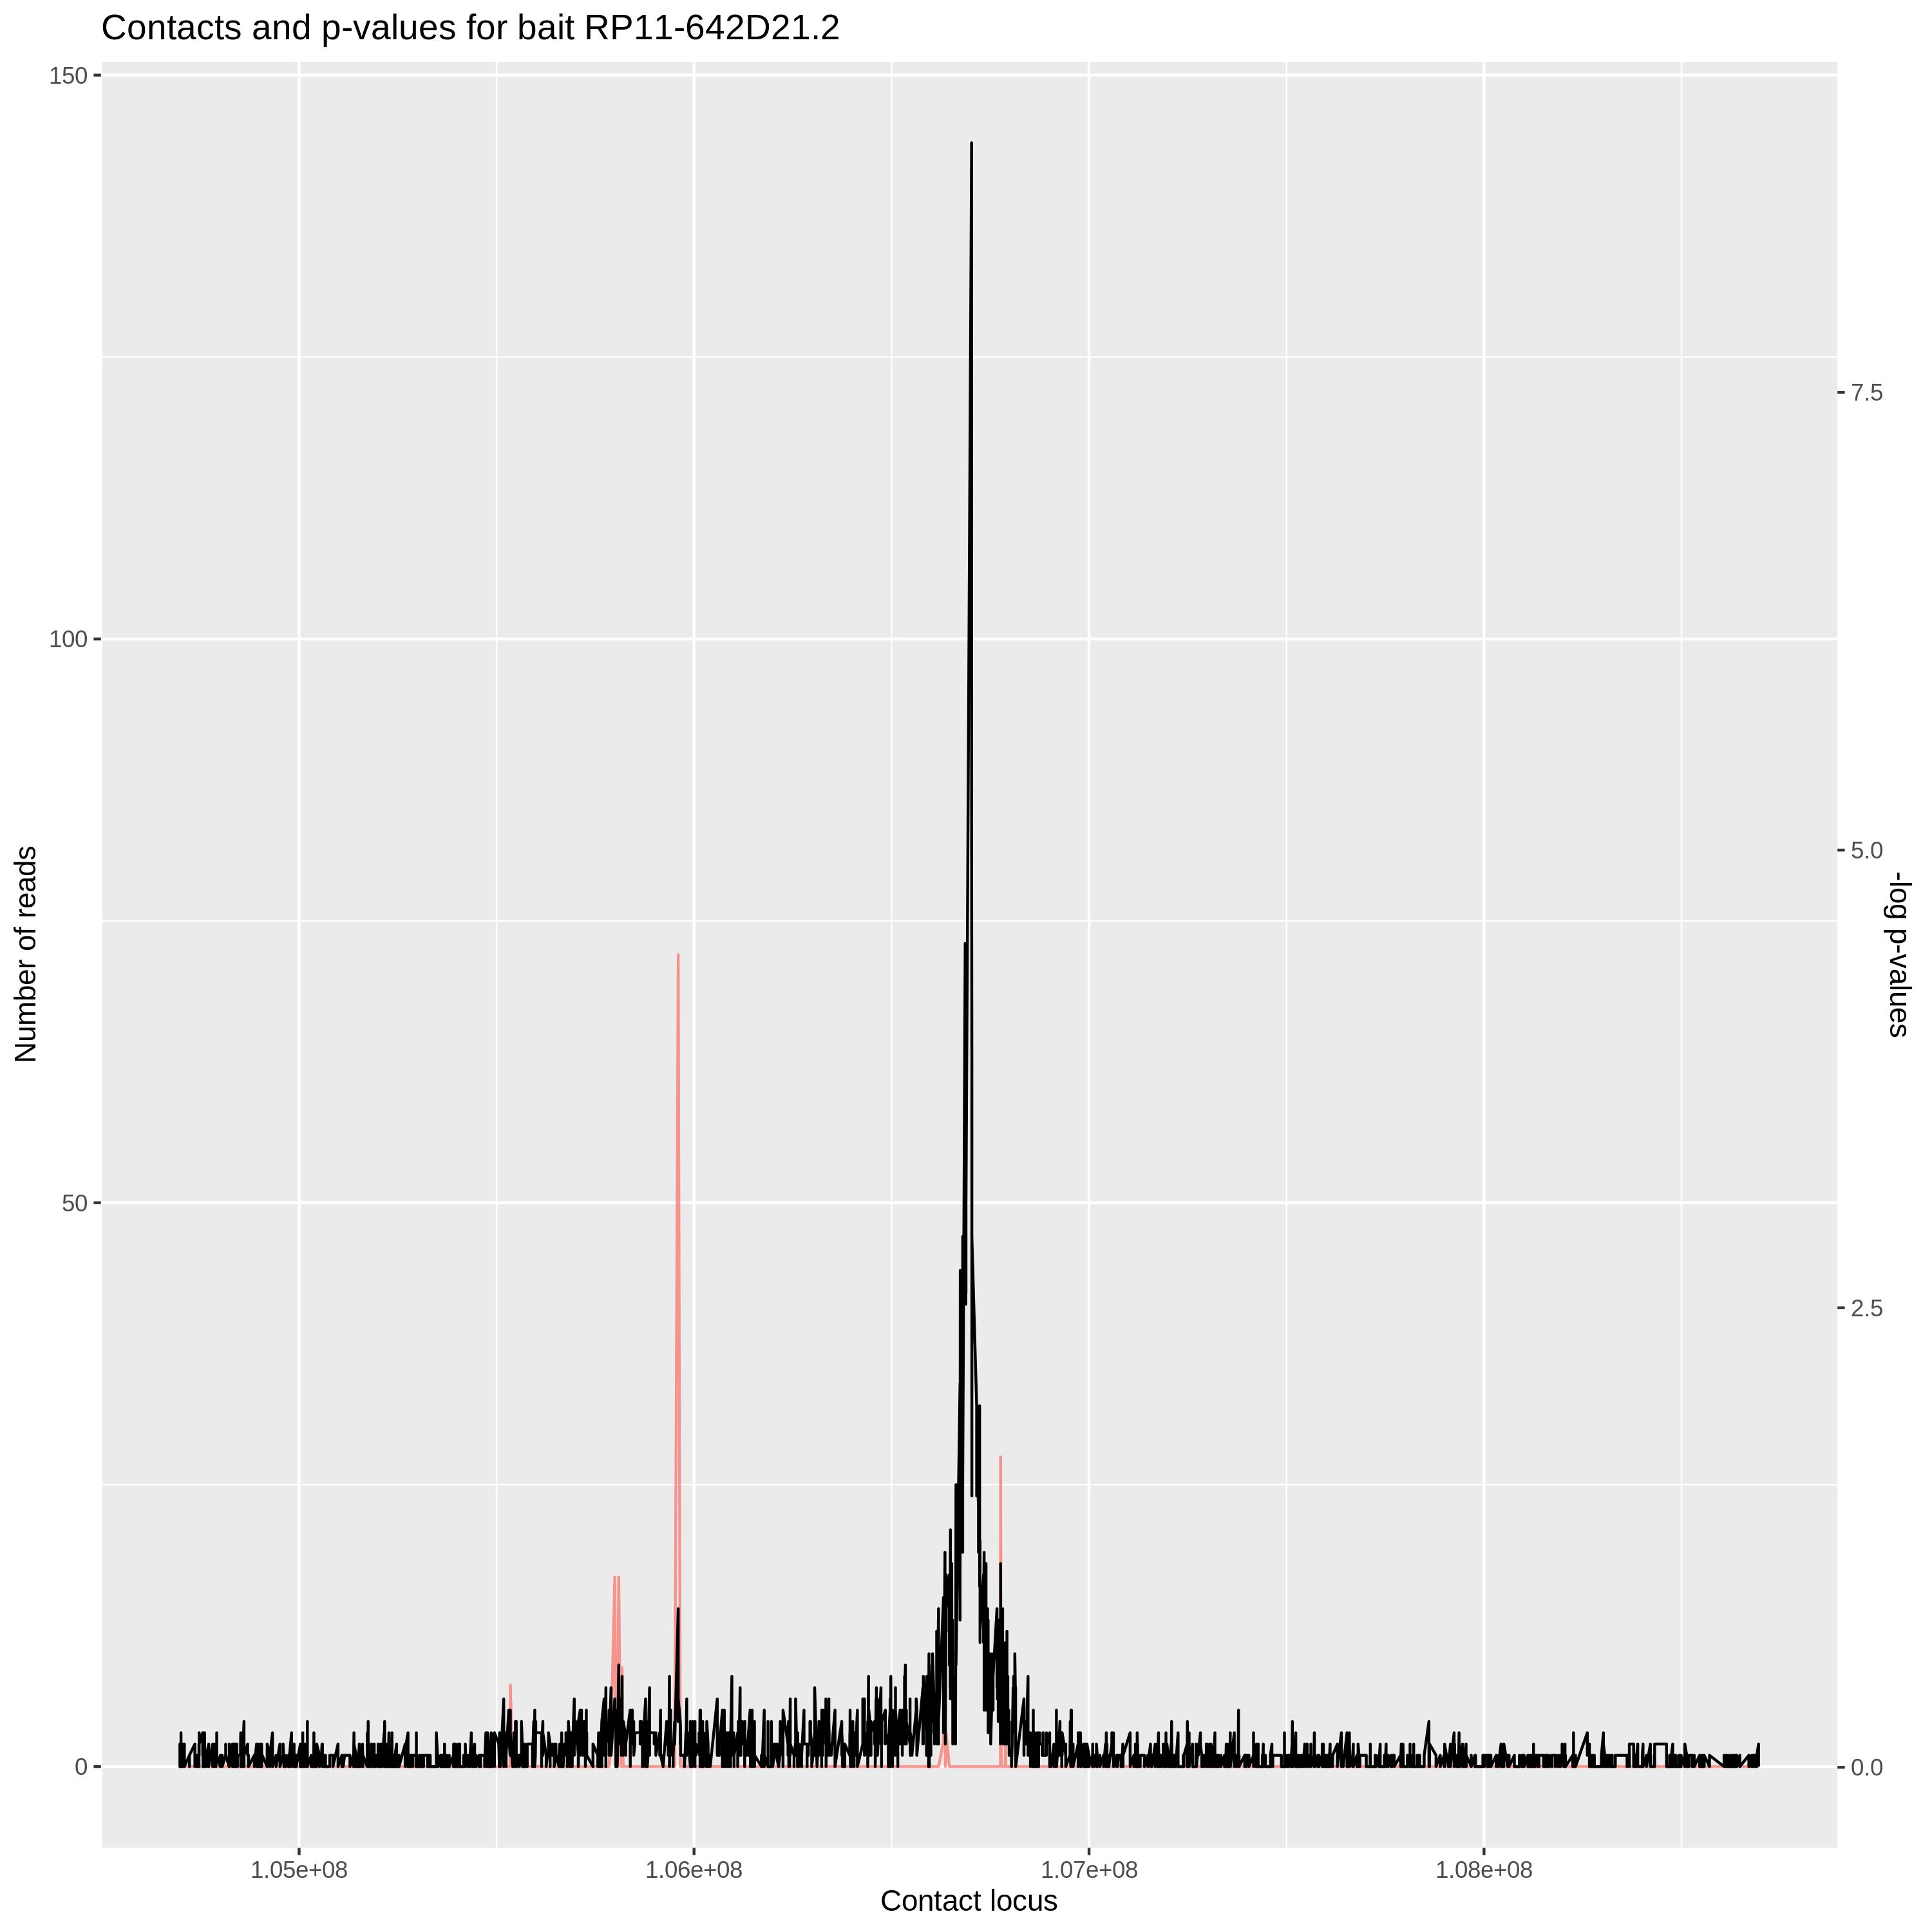 Contacts and p-values for bait RP11-642D21.2
150
100
50
0
Number of reads
7.5
5.0
2.5
0.0
-log p-values
1.05e+08
1.06e+08
1.07e+08
1.08e+08
Contact locus